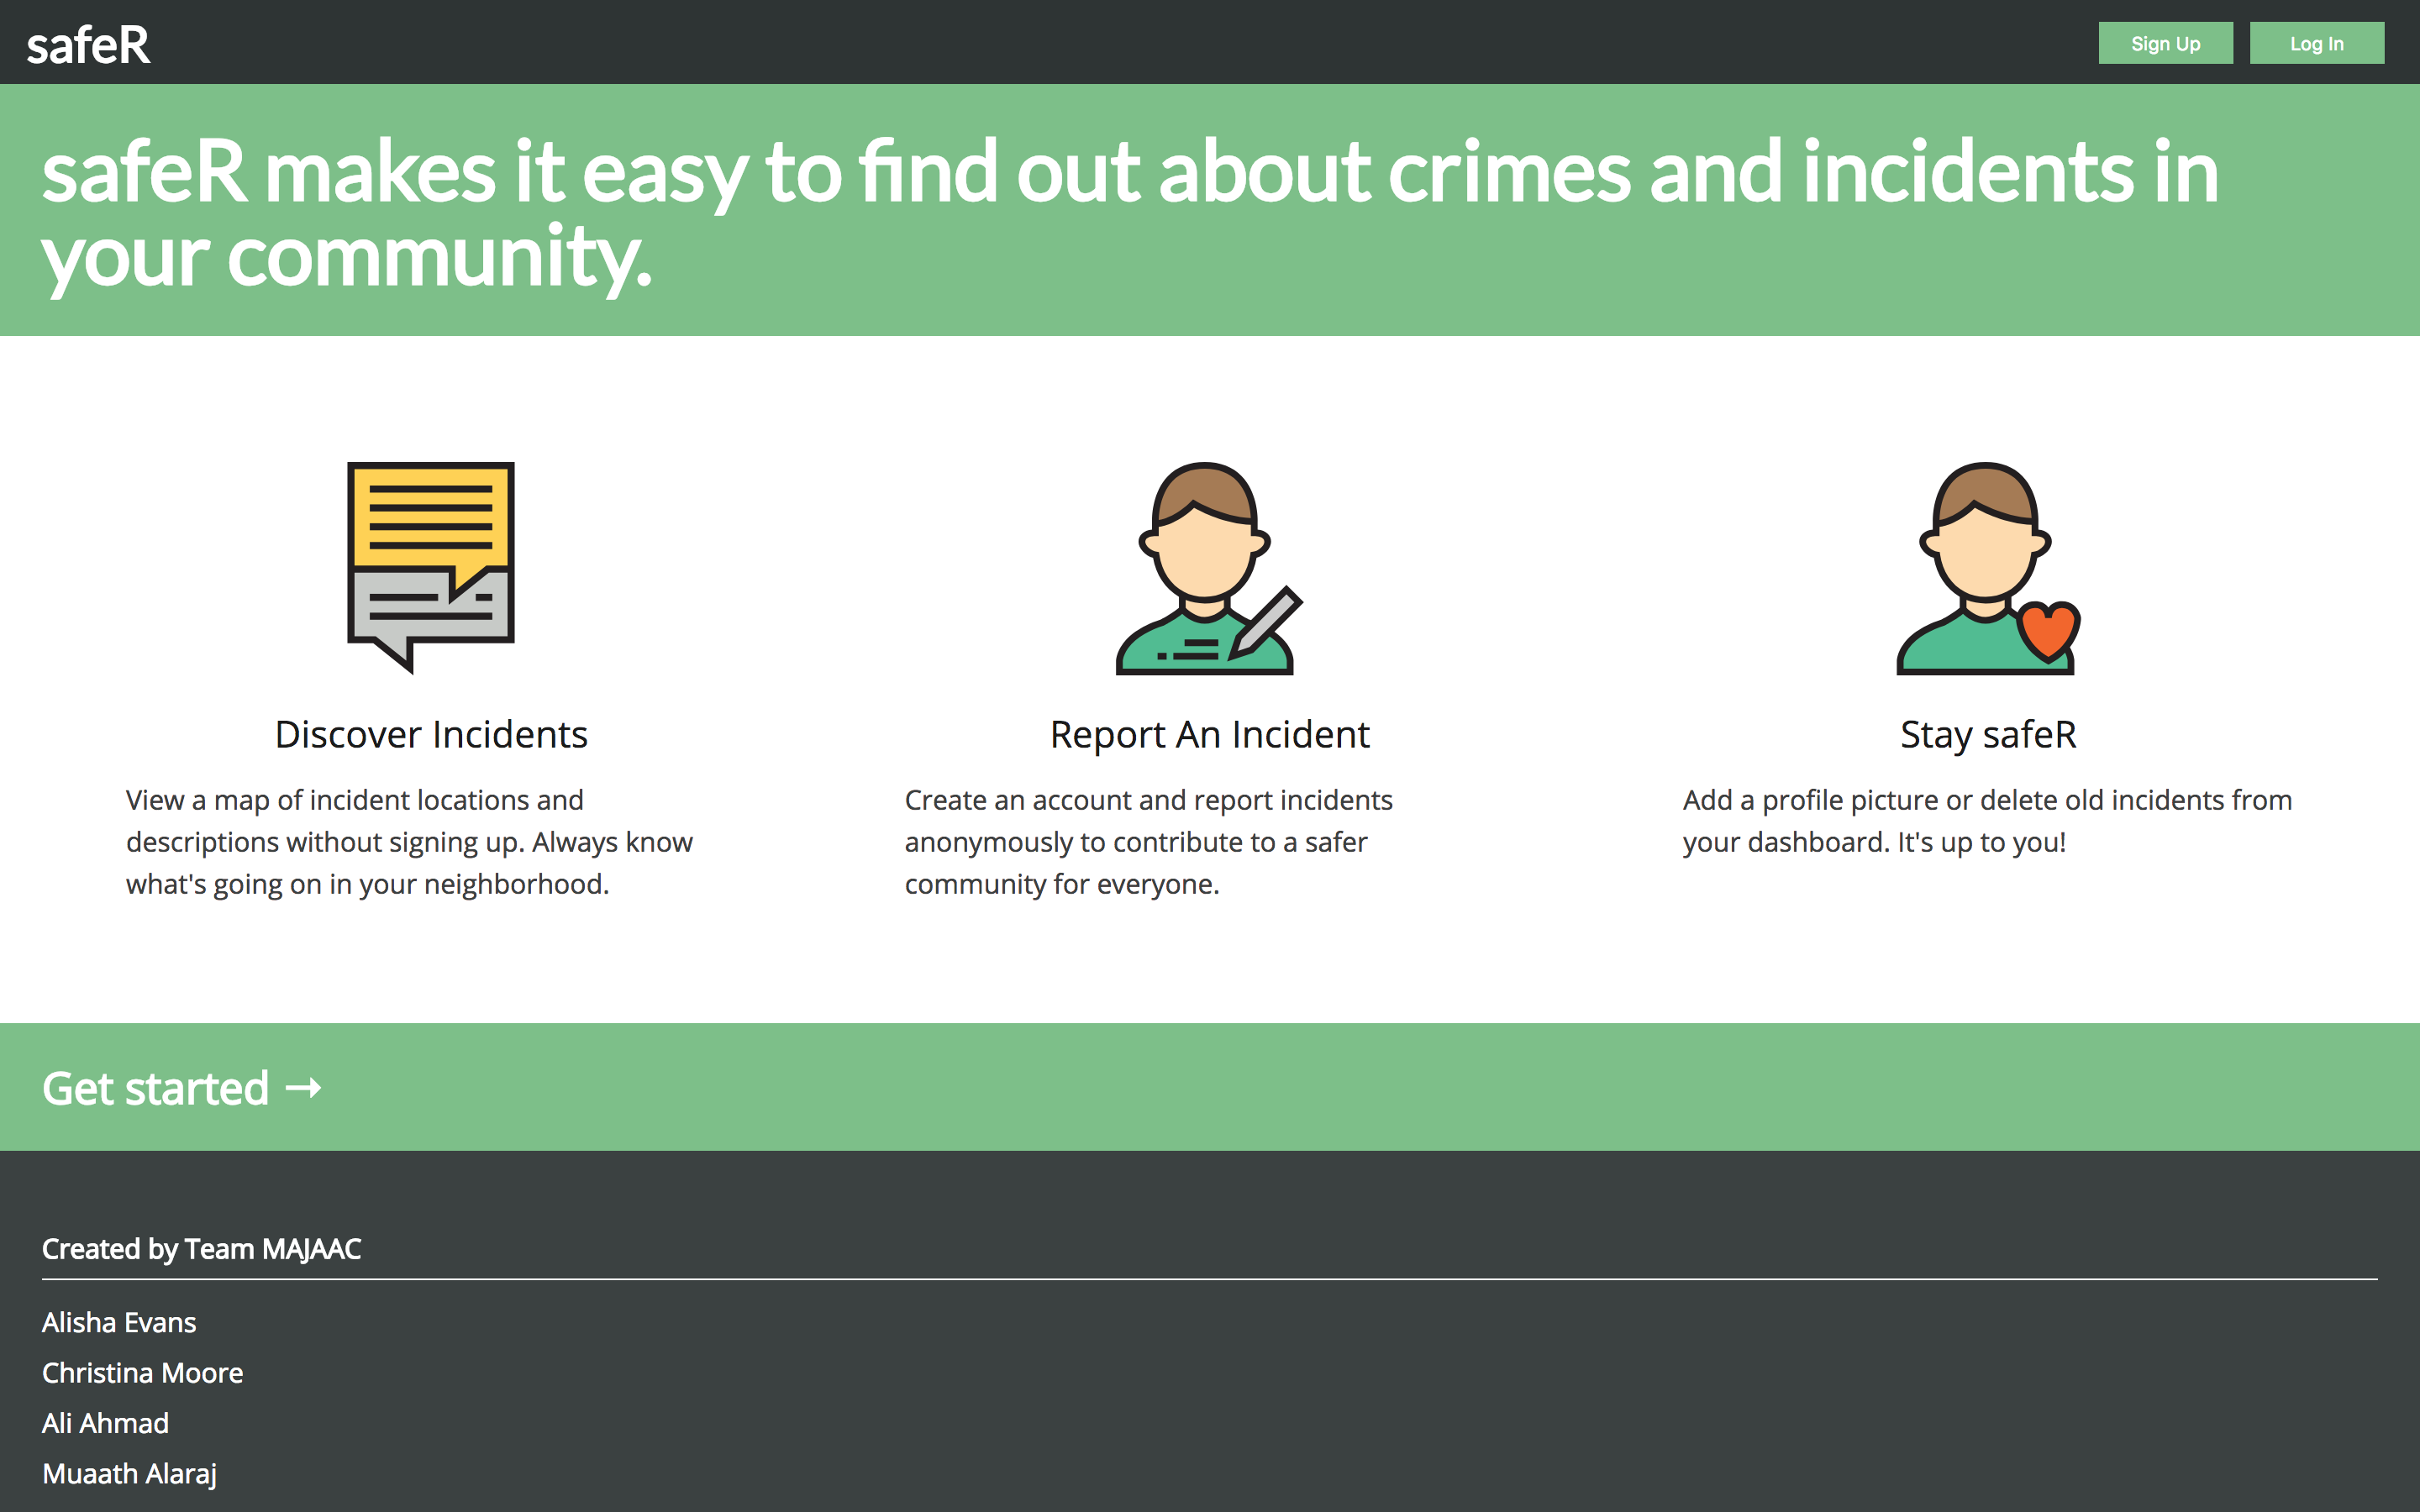 safeR
Sign Up
Log In
safeR makes it easy to find out about crimes and incidents in
your community.
Discover Incidents
View a map of incident locations and
descriptions without signing up. Always know
what's going on in your neighborhood.
Report An Incident
Create an account and report incidents
anonymously to contribute to a safer
community for everyone.
Stay safeR
Add a profile picture or delete old incidents from
your dashboard. It's up to you!
Get started →
Created by Team MAJAAC
Alisha Evans
Christina Moore
Ali Ahmad
Muaath Alaraj